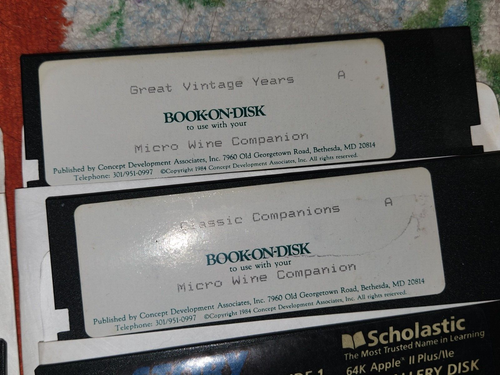 Great Vintage Years A
BOOK-ON-DISK
to use with your
Micro Wine Companion
Published by Concept Development Associates, Inc. 7960 Old Georgetown Road, Bethesda, MD 20814
Telephone: 301/951-0997 ©Copyright 1984 Concept Development Associates, Inc. All rights reserved.
Classic Companions A
BOOK-ON-DISK
to use with your
Micro Wine Companion
Published by Concept Development Associates, Inc. 7960 Old Georgetown Road, Bethesda, MD 20814
Telephone: 301/951-0997 ©Copyright 1984 Concept Development Associates, Inc. All rights reserved.
Scholastic
The Most Trusted Name in Learning
64K Apple® II Plus/IIe
DISK